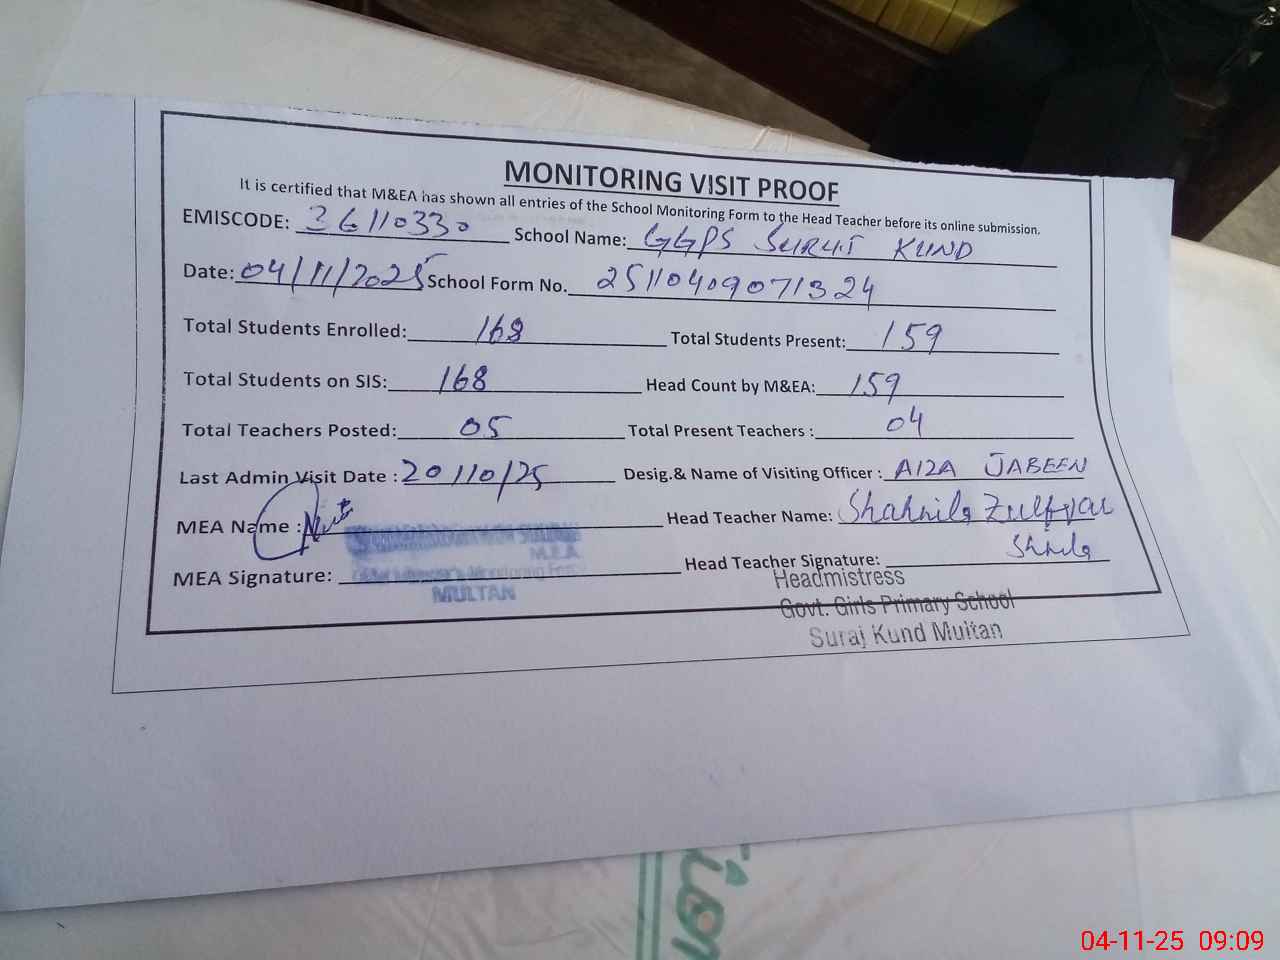 MONITORING VISIT PROOF
It is certified that M&EA has shown all entries of the School Monitoring Form to the Head Teacher before its online submission.
EMISCODE: 36110330 School Name: GGPS SURAJ KUND
Date: 04/11/2025 School Form No. 25110409071324
Total Students Enrolled: 168 Total Students Present: 159
Total Students on SIS: 168 Head Count by M&EA: 159
Total Teachers Posted: 05 Total Present Teachers : 04
Last Admin Visit Date : 20/10/25 Desig.& Name of Visiting Officer : AIZA JABEEN
MEA Name : Head Teacher Name: Shahnila Zulfiqar
M.E.A
MEA Signature: Head Teacher Signature:
MULTAN
Headmistress
Govt. Girls Primary School
Suraj Kund Multan
04-11-25 09:09